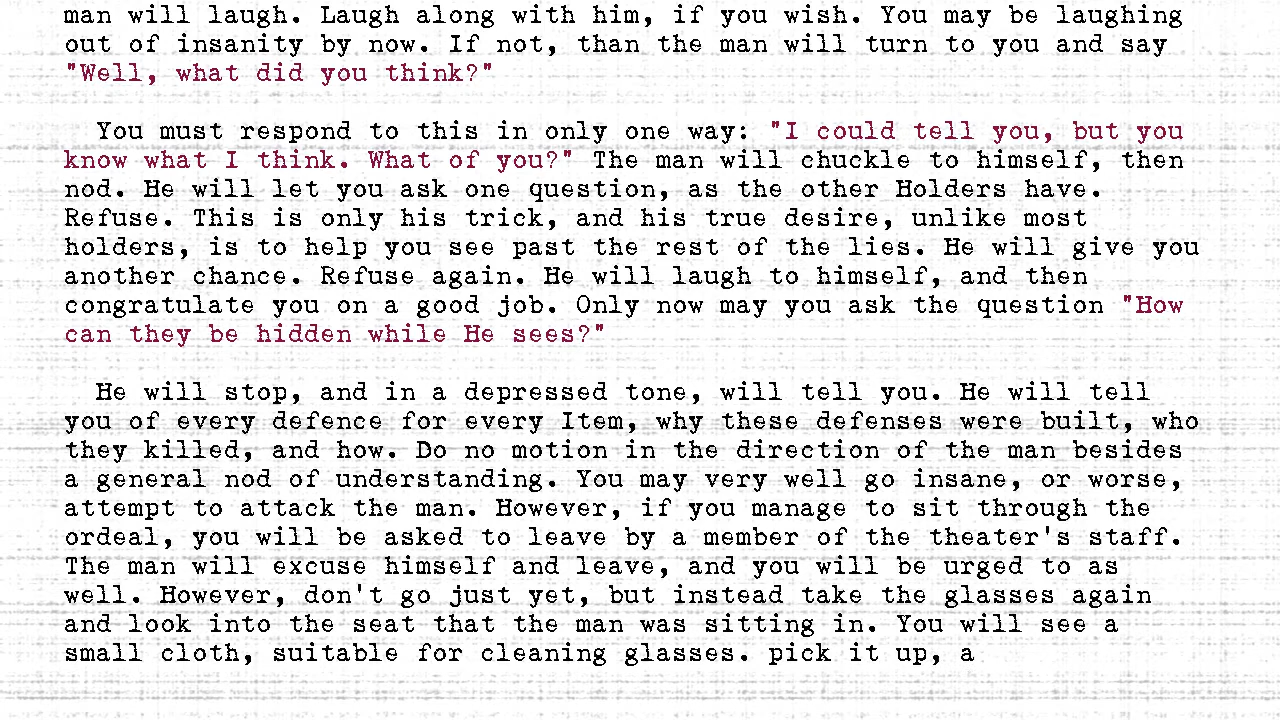 man will laugh. Laugh along with him, if you wish. You may be laughing
out of insanity by now. If not, than the man will turn to you and say
"Well, what did you think?"
You must respond to this in only one way: "I could tell you, but you
know what I think. What of you?" The man will chuckle to himself, then
nod. He will let you ask one question, as the other Holders have.
Refuse. This is only his trick, and his true desire, unlike most
holders, is to help you see past the rest of the lies. He will give you
another chance. Refuse again. He will laugh to himself, and then
congratulate you on a good job. Only now may you ask the question "How
can they be hidden while He sees?"
He will stop, and in a depressed tone, will tell you. He will tell
you of every defence for every Item, why these defenses were built, who
they killed, and how. Do no motion in the direction of the man besides
a general nod of understanding. You may very well go insane, or worse,
attempt to attack the man. However, if you manage to sit through the
ordeal, you will be asked to leave by a member of the theater's staff.
The man will excuse himself and leave, and you will be urged to as
well. However, don't go just yet, but instead take the glasses again
and look into the seat that the man was sitting in. You will see a
small cloth, suitable for cleaning glasses. pick it up, a